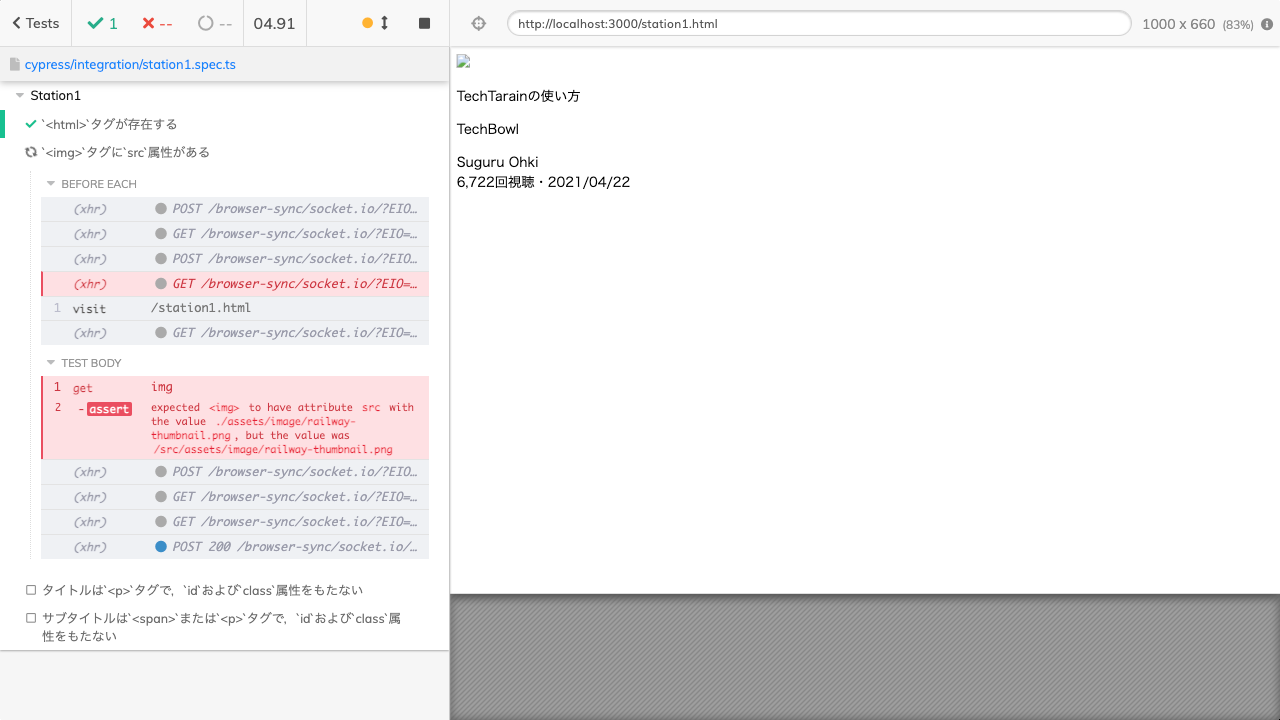 Tests
1
--
--
04.91
http://localhost:3000/station1.html
1000 x 660 (83%)
cypress/integration/station1.spec.ts
Station1
`<html>`タグが存在する
`<img>`タグに`src`属性がある
BEFORE EACH
(xhr) POST /browser-sync/socket.io/?EIO…
(xhr) GET /browser-sync/socket.io/?EIO=…
(xhr) POST /browser-sync/socket.io/?EIO…
(xhr) GET /browser-sync/socket.io/?EIO=…
1 visit /station1.html
(xhr) GET /browser-sync/socket.io/?EIO=…
TEST BODY
1 get img
2 -assert expected <img> to have attribute src with
the value ./assets/image/railway-
thumbnail.png, but the value was
/src/assets/image/railway-thumbnail.png
(xhr) POST /browser-sync/socket.io/?EIO…
(xhr) GET /browser-sync/socket.io/?EIO=…
(xhr) GET /browser-sync/socket.io/?EIO=…
(xhr) POST 200 /browser-sync/socket.io/…
タイトルは`<p>`タグで，`id`および`class`属性をもたない
サブタイトルは`<span>`または`<p>`タグで，`id`および`class`属
性をもたない
TechTarainの使い方
TechBowl
Suguru Ohki
6,722回視聴・2021/04/22